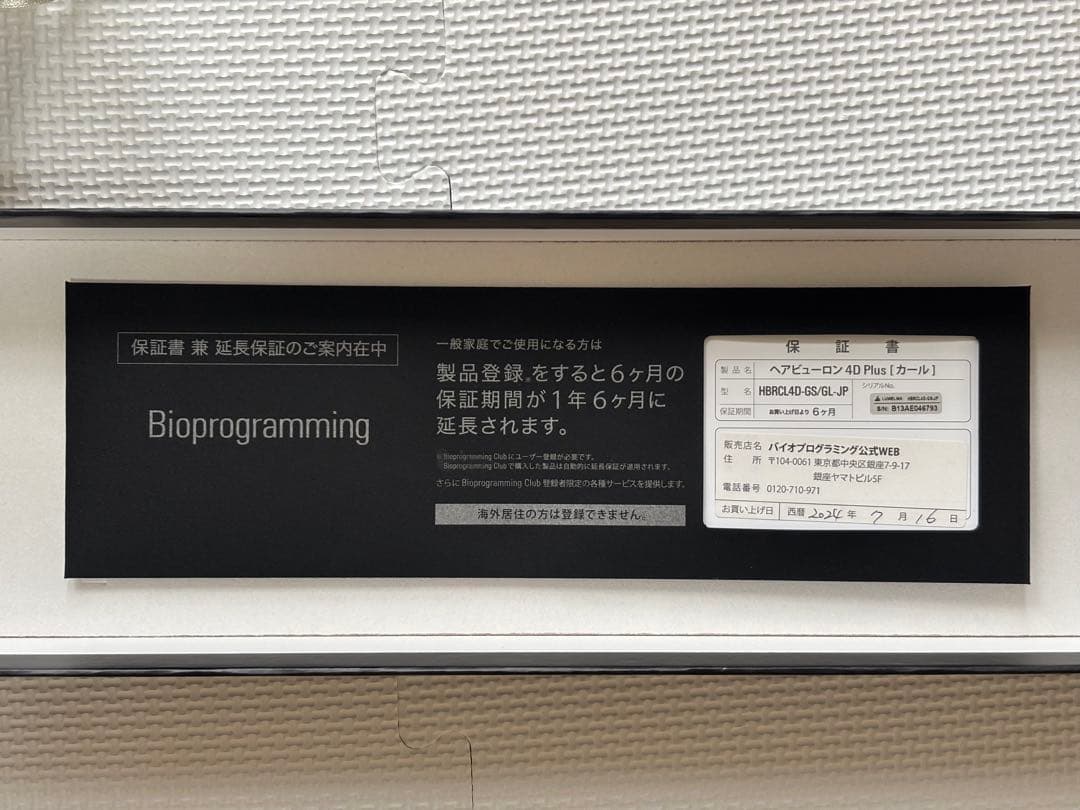 保証書 兼 延長保証のご案内在中
Bioprogramming
一般家庭でご使用になる方は
製品登録※をすると6ヶ月の
保証期間が1年6ヶ月に
延長されます。
※Bioprogramming Clubにユーザー登録が必要です。
Bioprogramming Clubで購入した製品は自動的に延長保証が適用されます。
さらにBioprogramming Club登録者限定の各種サービスを提供します。
海外居住の方は登録できません。
保証書
製品名 ヘアビューロン 4D Plus [カール]
型名 HBRCL4D-GS/GL-JP
シリアルNo.
LUMIELINA HBRCL4D-GS-JP
S/N: B13AE046793
保証期間 お買い上げ日より 6ヶ月
販売店名 バイオプログラミング公式WEB
住所 〒104-0061 東京都中央区銀座7-9-17
銀座ヤマトビル5F
電話番号 0120-710-971
お買い上げ日 西暦 2024 年 7 月 16 日